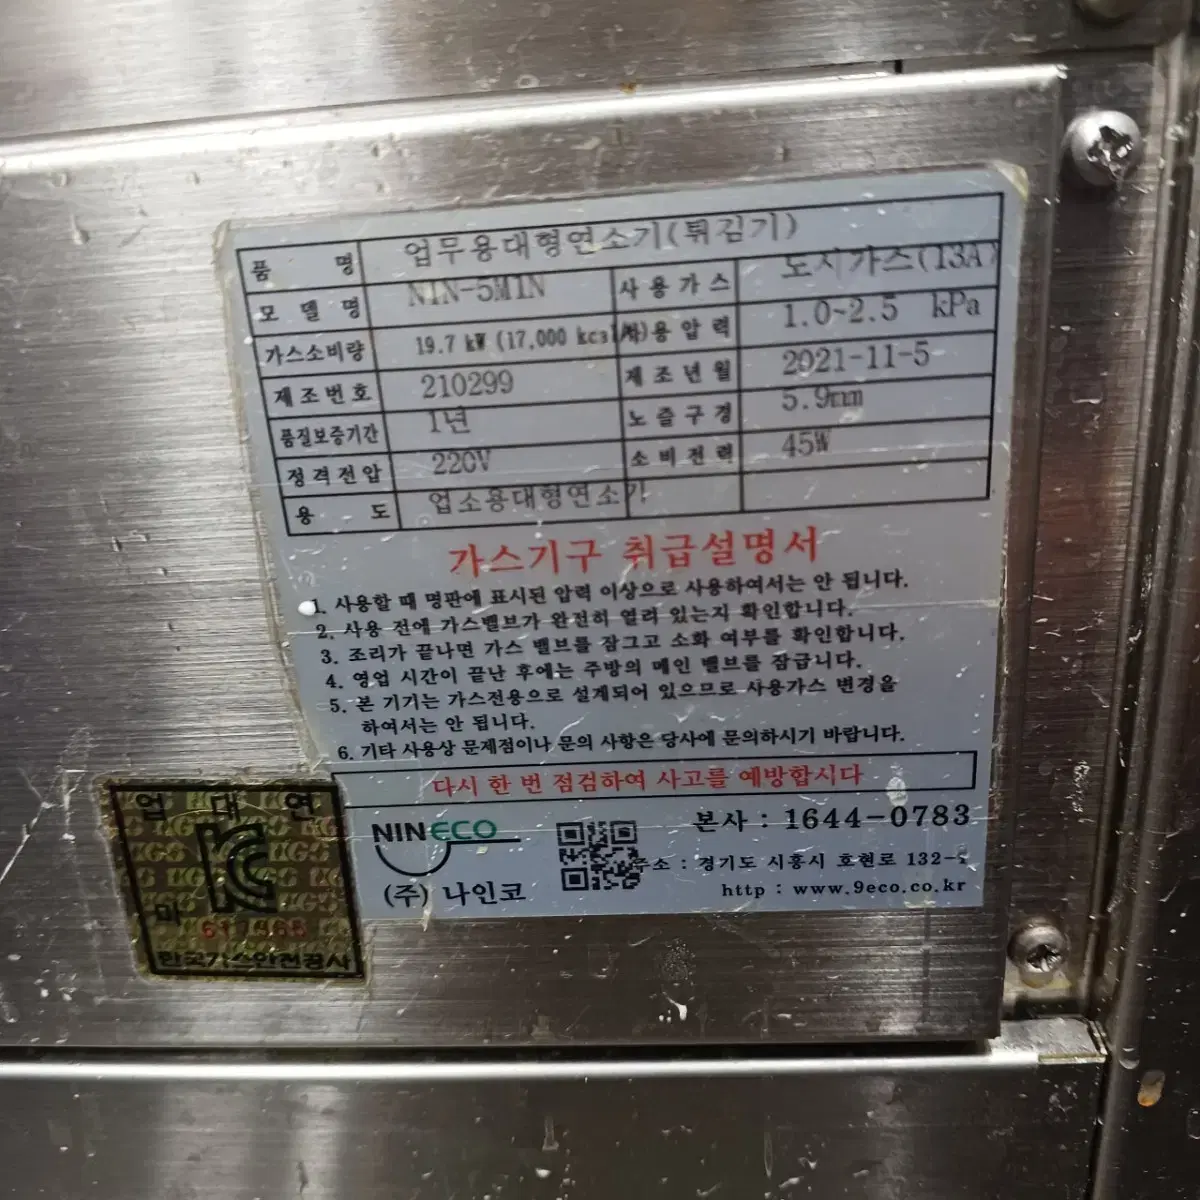 품 명 업무용대형연소기(튀김기)
모델명 NIN-5MIN 사용가스 도시가스(13A)
가스소비량 19.7 kW (17,000 kcal/h) 사용압력 1.0~2.5 kPa
제조번호 210299 제조년월 2021-11-5
품질보증기간 1년 노즐구경 5.9mm
정격전압 220V 소비전력 45W
용 도 업소용대형연소기
가스기구 취급설명서
1. 사용할 때 명판에 표시된 압력 이상으로 사용하여서는 안 됩니다.
2. 사용 전에 가스밸브가 완전히 열려 있는지 확인합니다.
3. 조리가 끝나면 가스 밸브를 잠그고 소화 여부를 확인합니다.
4. 영업 시간이 끝난 후에는 주방의 메인 밸브를 잠급니다.
5. 본 기기는 가스전용으로 설계되어 있으므로 사용가스 변경을
하여서는 안 됩니다.
6. 기타 사용상 문제점이나 문의 사항은 당사에 문의하시기 바랍니다.
다시 한 번 점검하여 사고를 예방합시다
NINECO
(주) 나인코
본사 : 1644-0783
주소 : 경기도 시흥시 호현로
http : www.9eco.co.kr
업 대 연
KC
마
한국가스안전공사